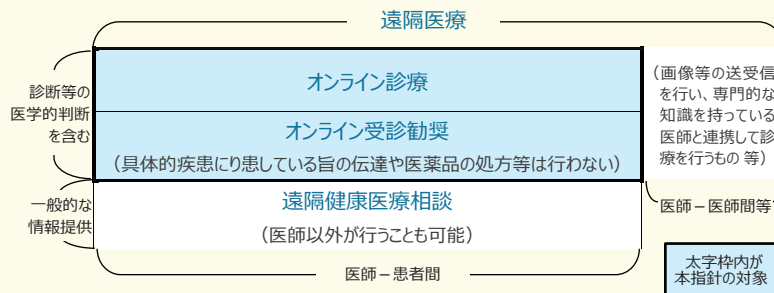 遠隔医療
診断等の
医学的判断
を含む
オンライン診療
オンライン受診勧奨
（具体的疾患にり患している旨の伝達や医薬品の処方等は行わない）
一般的な
情報提供
遠隔健康医療相談
（医師以外が行うことも可能）
医師－患者間
（画像等の送受信
を行い、専門的な
知識を持っている
医師と連携して診
療を行うもの 等）
医師－医師間等
太字枠内が
本指針の対象